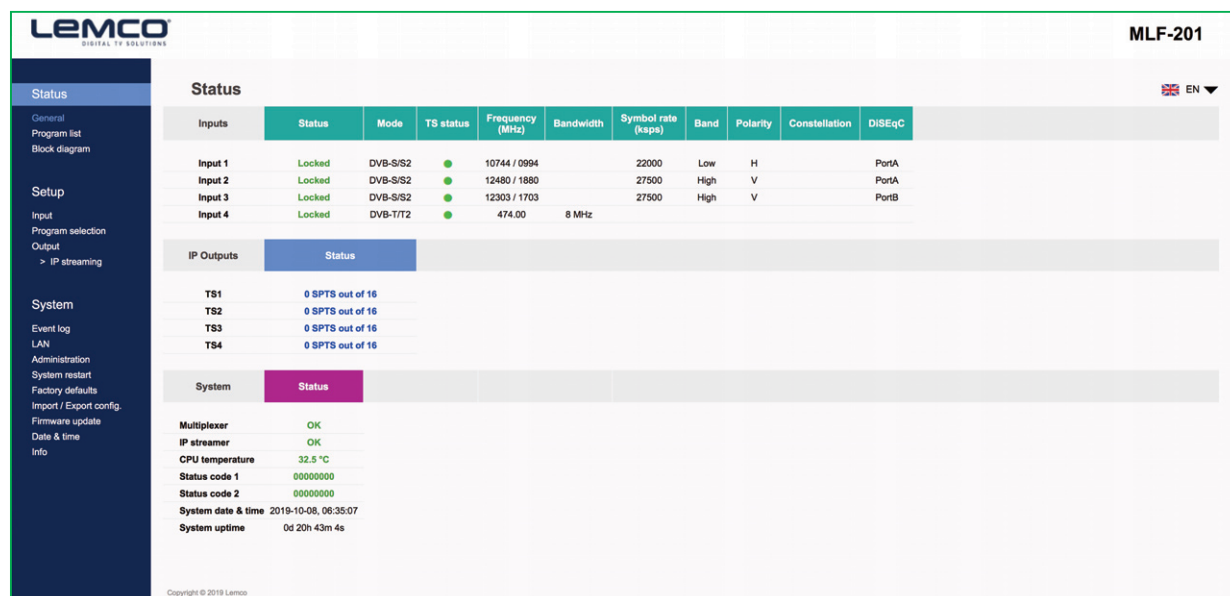 LEMCO
DIGITAL TV SOLUTIONS
MLF-201
Status
General
Program list
Block diagram
Setup
Input
Program selection
Output
> IP streaming
System
Event log
LAN
Administration
System restart
Factory defaults
Import / Export config.
Firmware update
Date & time
Info
Status
EN
Inputs Status Mode TS status Frequency (MHz) Bandwidth Symbol rate (ksps) Band Polarity Constellation DiSEqC
Input 1 Locked DVB-S/S2 10744 / 0994 22000 Low H PortA
Input 2 Locked DVB-S/S2 12480 / 1880 27500 High V PortA
Input 3 Locked DVB-S/S2 12303 / 1703 27500 High V PortB
Input 4 Locked DVB-T/T2 474.00 8 MHz
IP Outputs Status
TS1 0 SPTS out of 16
TS2 0 SPTS out of 16
TS3 0 SPTS out of 16
TS4 0 SPTS out of 16
System Status
Multiplexer OK
IP streamer OK
CPU temperature 32.5 °C
Status code 1 00000000
Status code 2 00000000
System date & time 2019-10-08, 06:35:07
System uptime 0d 20h 43m 4s
Copyright © 2019 Lemco